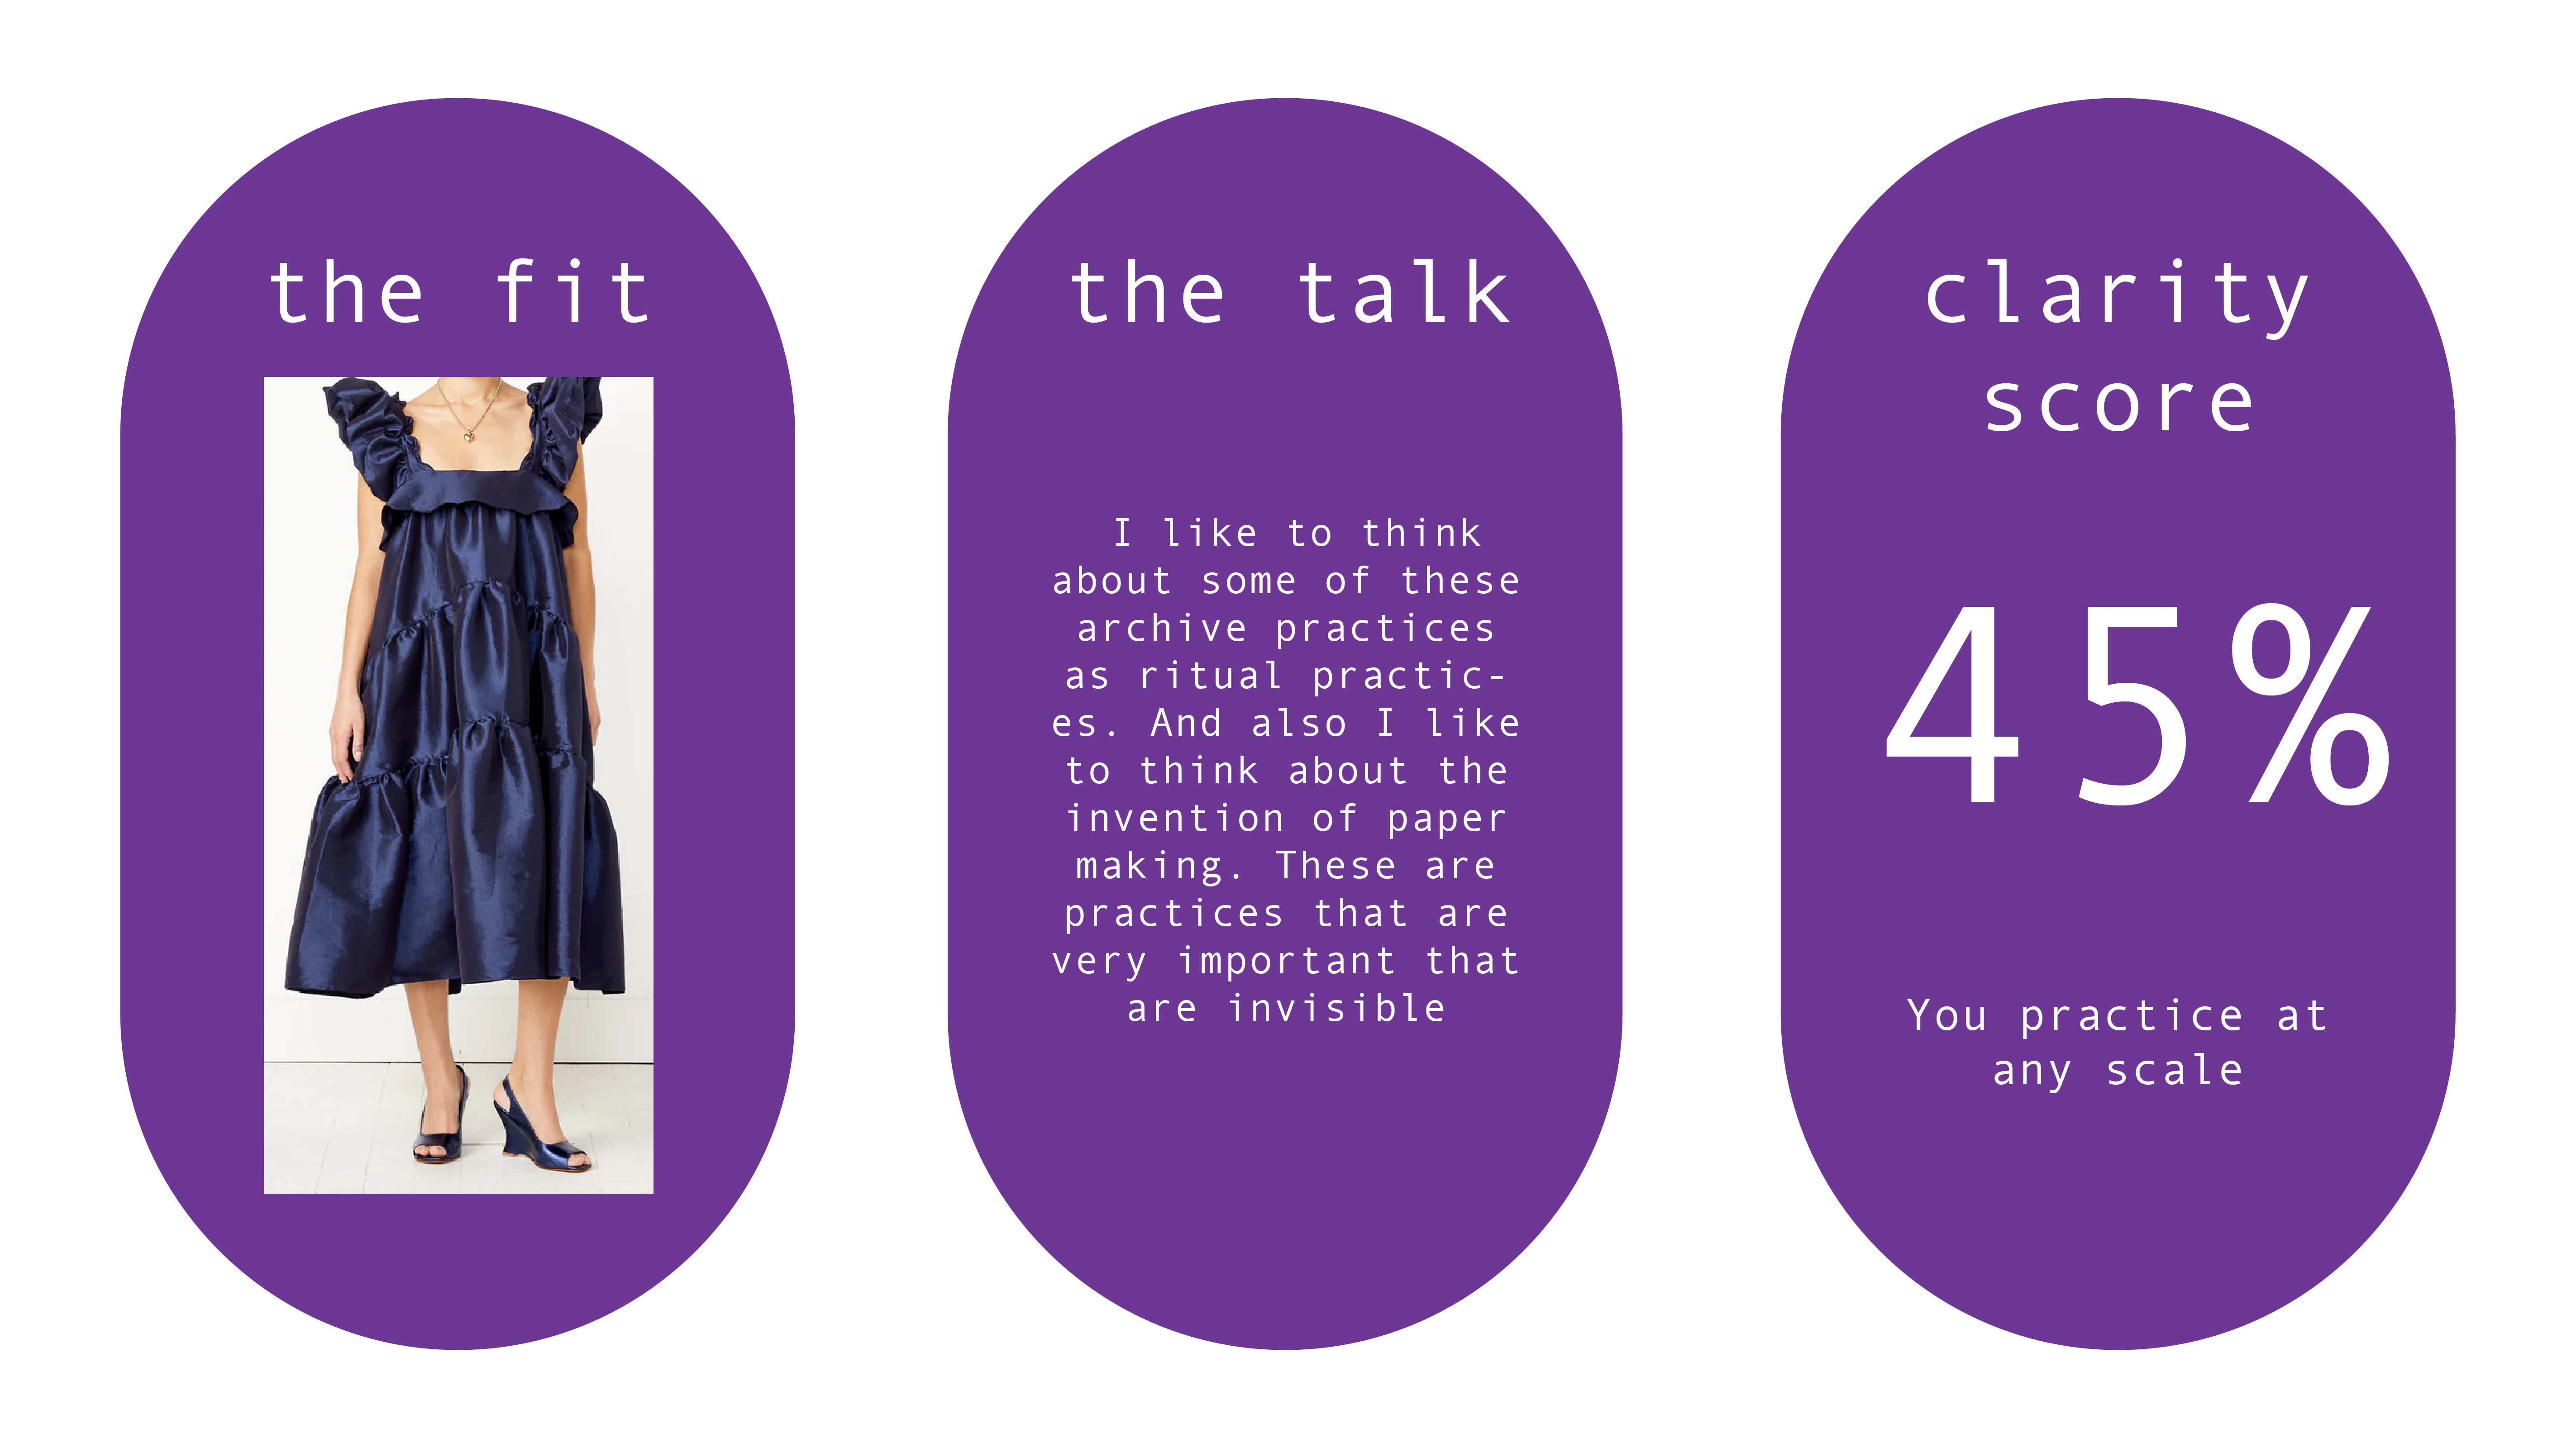 the fit
the talk
I like to think
about some of these
archive practices
as ritual practic-
es. And also I like
to think about the
invention of paper
making. These are
practices that are
very important that
are invisible
clarity
score
45%
You practice at
any scale